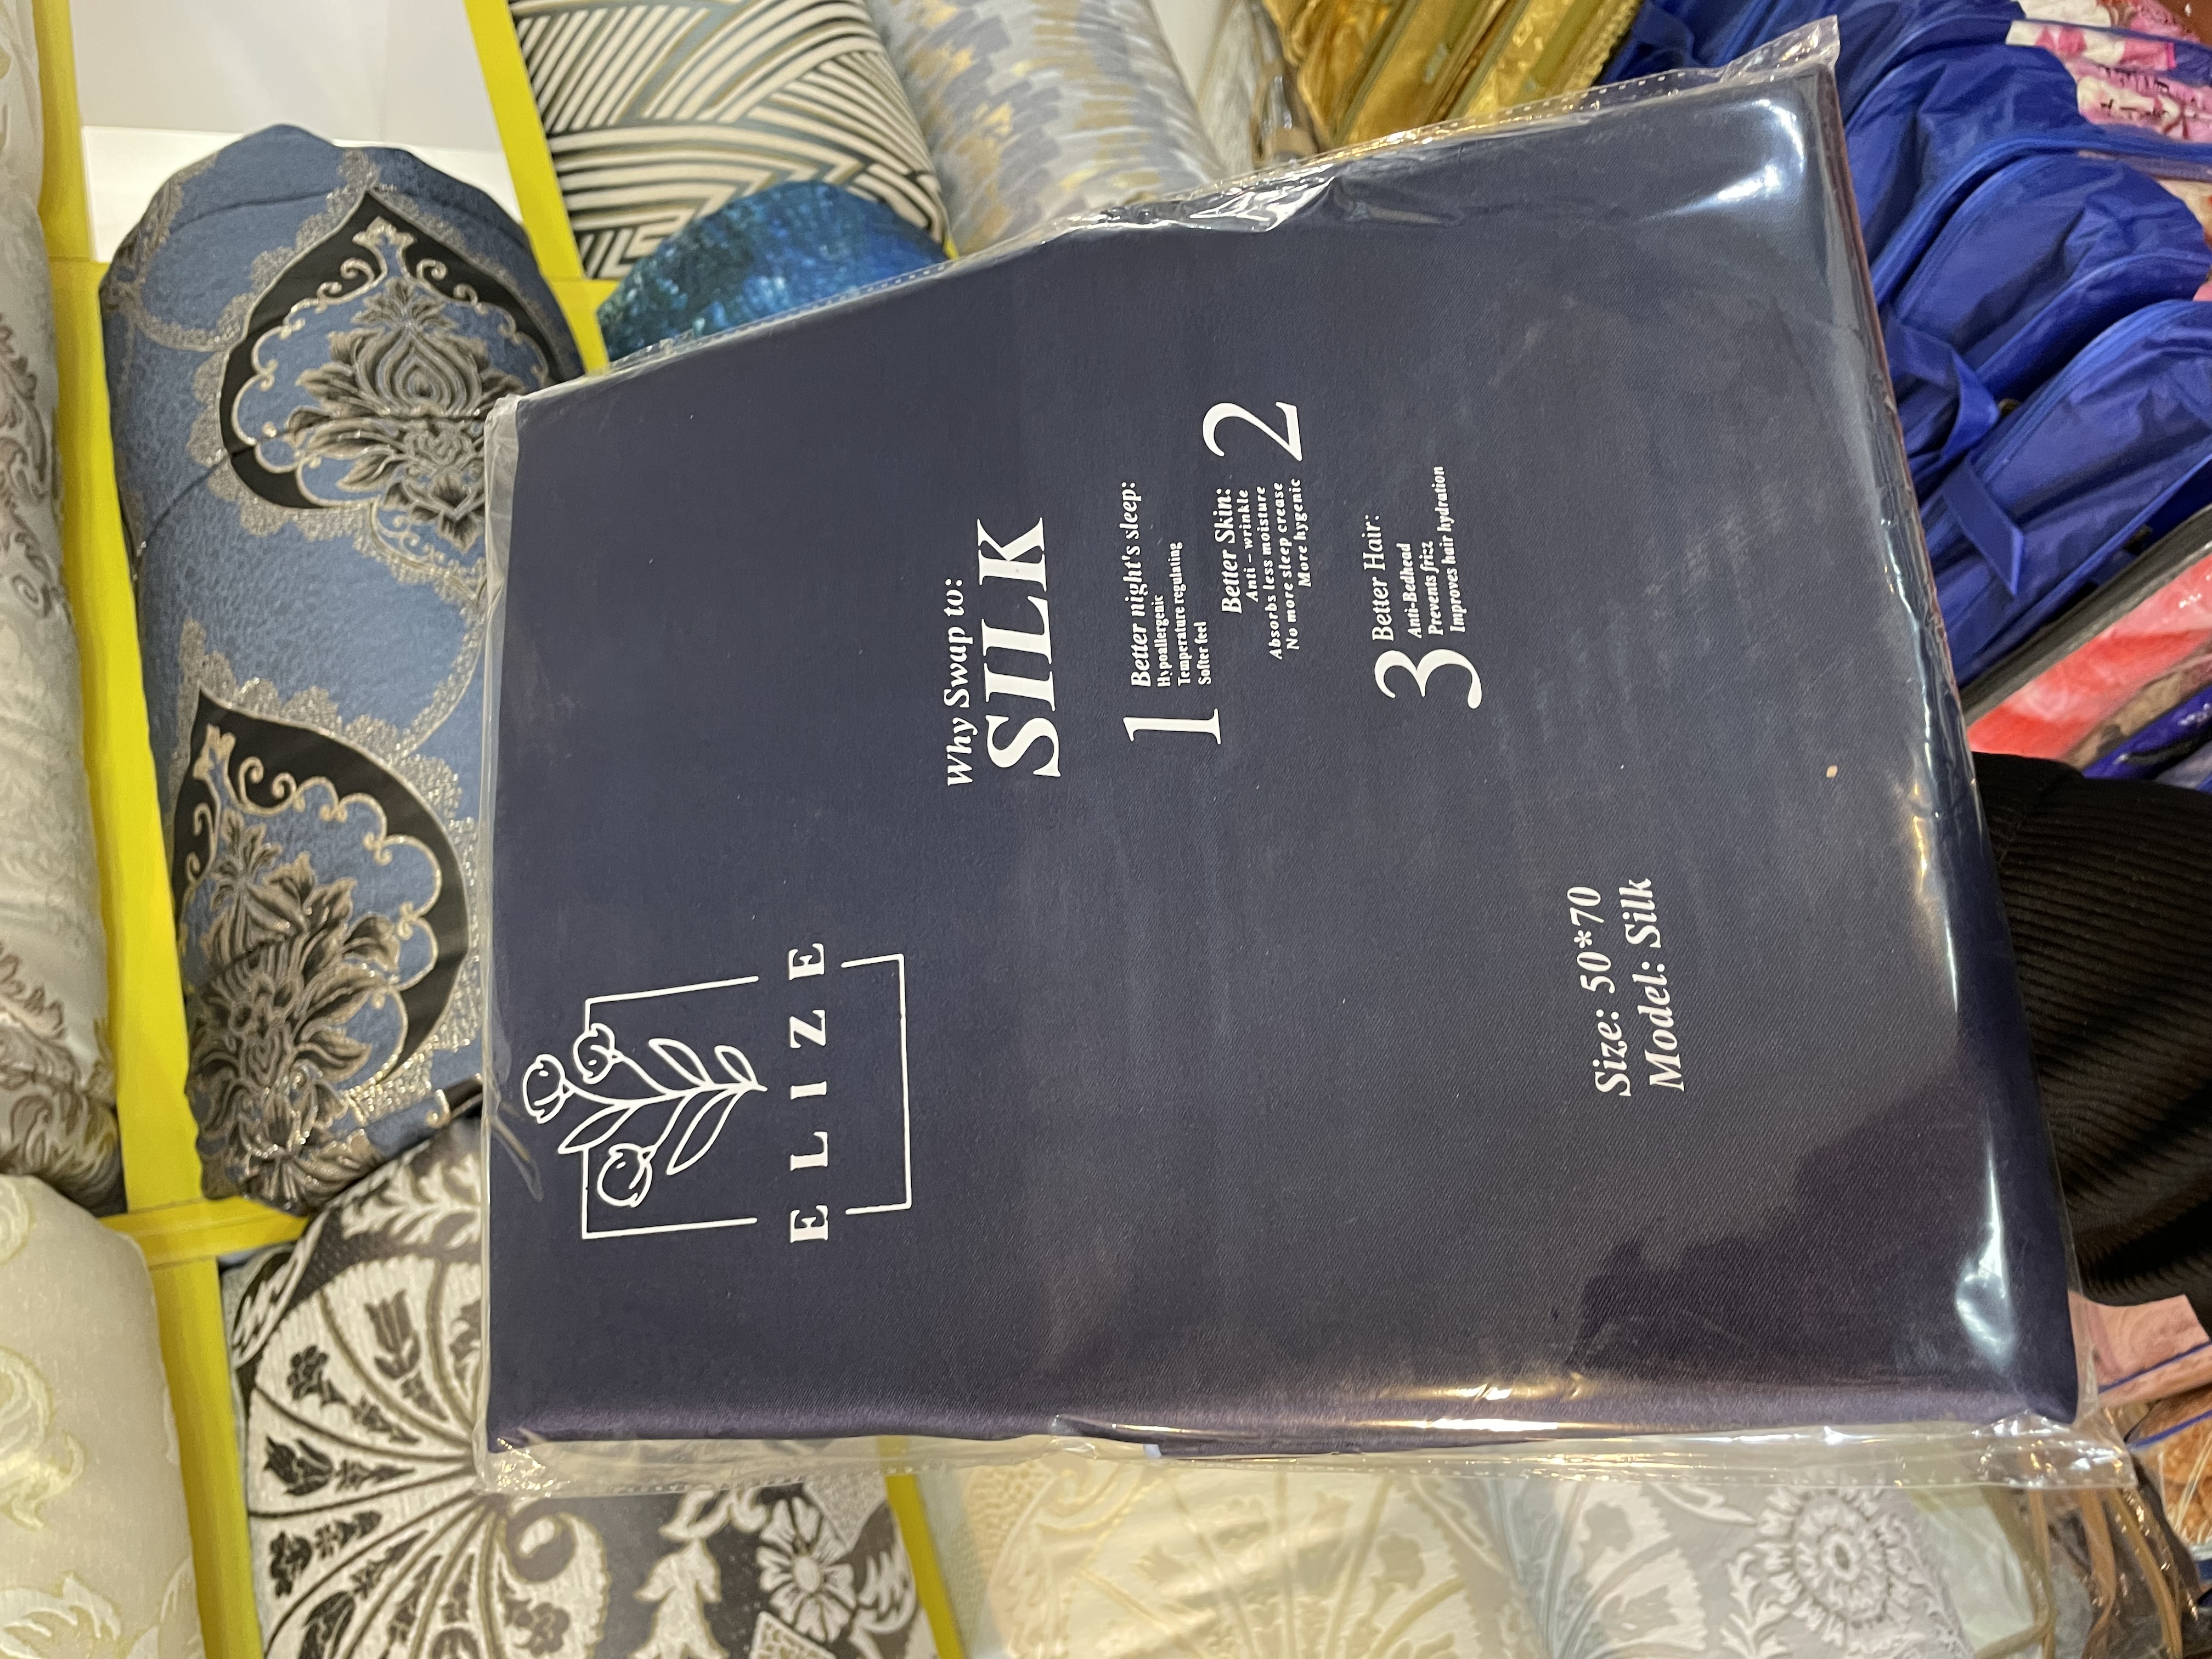 ELIZE
Why Swap to:
SILK
1
Better night's sleep:
Hypoallergenic
Temperature regulating
Softer feel
Better Skin:
Anti - wrinkle
Absorbs less moisture
No more sleep crease
More hygenic
2
3
Better Hair:
Anti-Bedhead
Prevents frizz
Improves hair hydration
Size: 50*70
Model: Silk